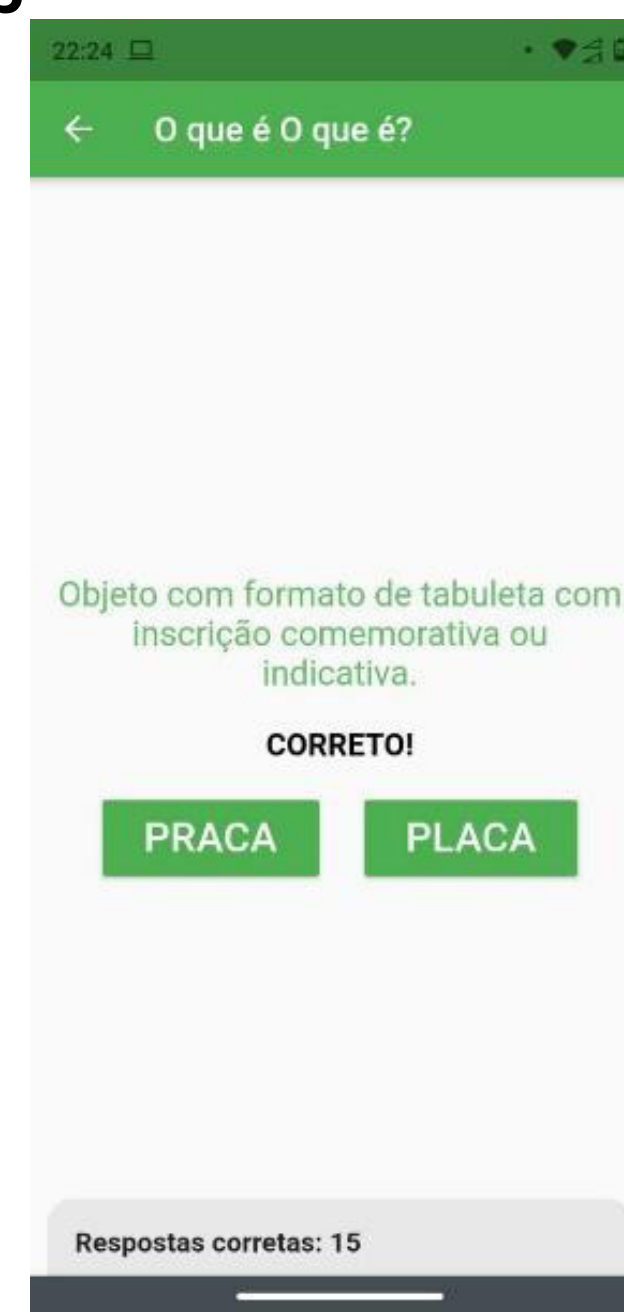 22:24
O que é O que é?
Objeto com formato de tabuleta com
inscrição comemorativa ou
indicativa.
CORRETO!
PRACA PLACA
Respostas corretas: 15